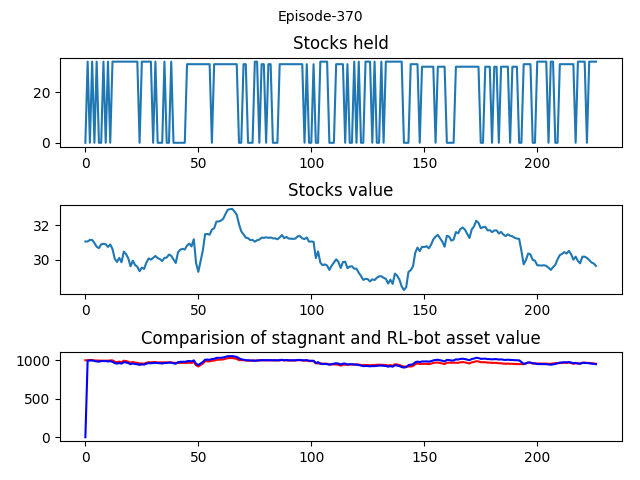 Episode-370
Stocks held
20
0
0 50 100 150 200
Stocks value
32
30
0 50 100 150 200
Comparision of stagnant and RL-bot asset value
1000
500
0
0 50 100 150 200